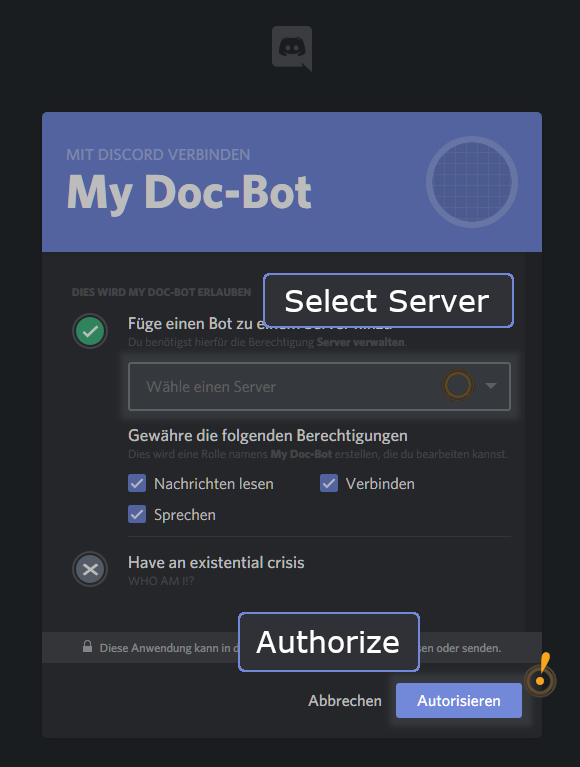 MIT DISCORD VERBINDEN
My Doc-Bot
DIES WIRD MY DOC-BOT ERLAUBEN
Select Server
Füge einen Bot zu einem Server hinzu
Du benötigst hierfür die Berechtigung Server verwalten.
Wähle einen Server
Gewähre die folgenden Berechtigungen
Dies wird eine Rolle namens My Doc-Bot erstellen, die du bearbeiten kannst.
Nachrichten lesen Verbinden
Sprechen
Have an existential crisis
WHO AM I!?
Authorize
Diese Anwendung kann in d sen oder senden.
Abbrechen Autorisieren